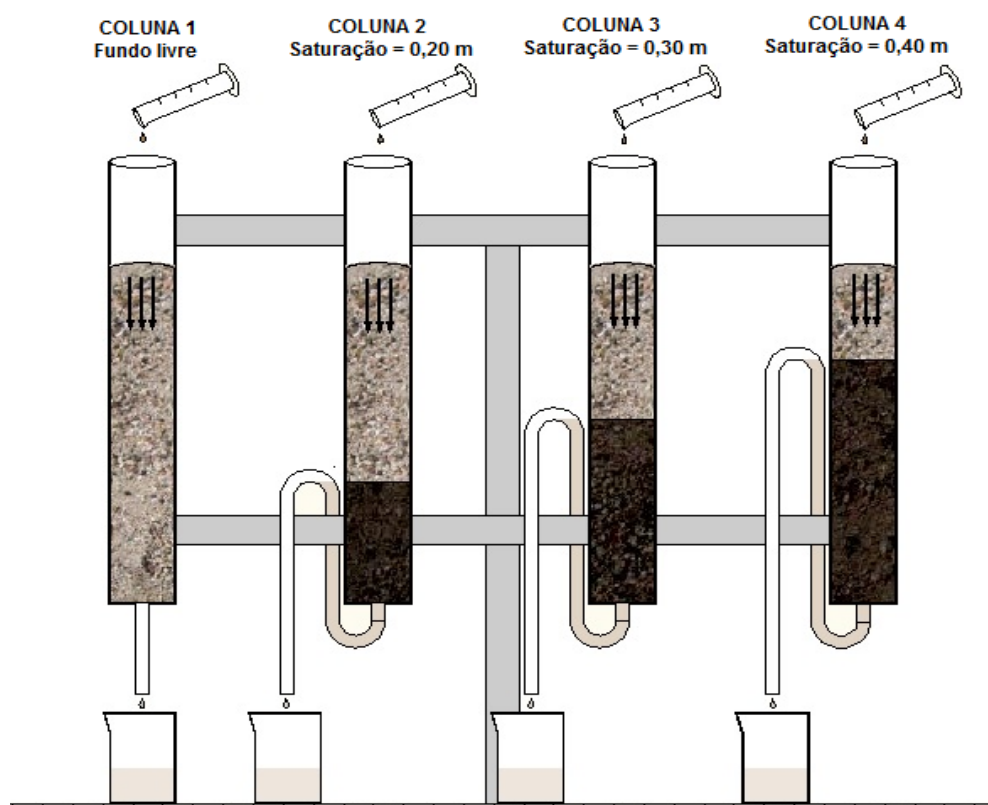 COLUNA 1
Fundo livre
COLUNA 2
Saturação = 0,20 m
COLUNA 3
Saturação = 0,30 m
COLUNA 4
Saturação = 0,40 m